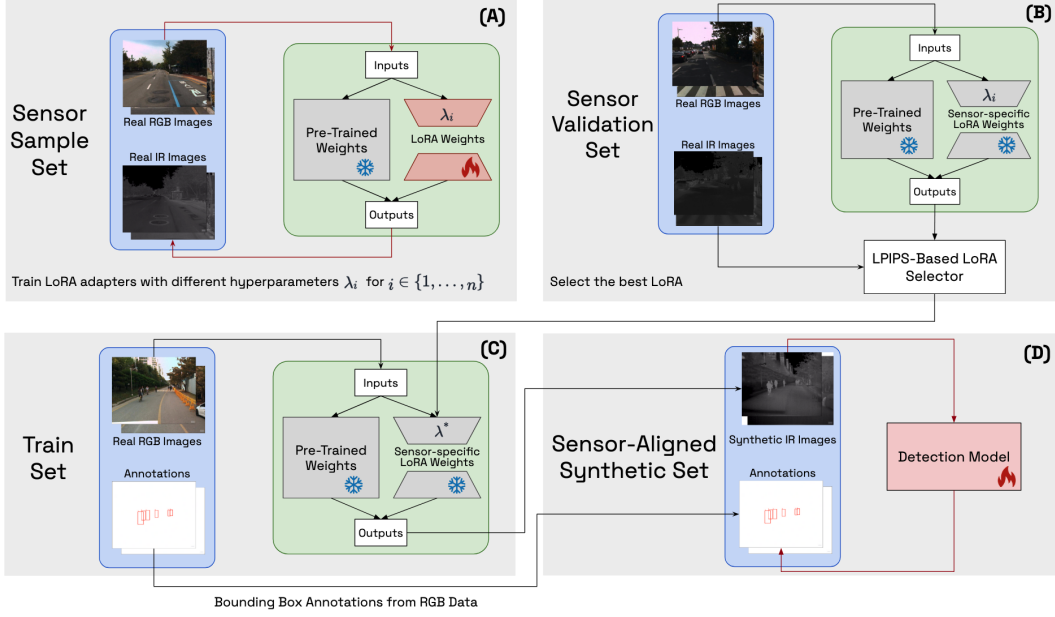 (A)
Sensor
Sample
Set
Real RGB Images
Real IR Images
Inputs
Pre-Trained
Weights
λᵢ
LoRA Weights
Outputs
Train LoRA adapters with different hyperparameters λᵢ for i ∈ {1, . . . , n}
(B)
Sensor
Validation
Set
Real RGB Images
Real IR Images
Inputs
Pre-Trained
Weights
λᵢ
Sensor-specific
LoRA Weights
Outputs
LPIPS-Based LoRA
Selector
Select the best LoRA
(C)
Train
Set
Real RGB Images
Annotations
Inputs
Pre-Trained
Weights
λ*
Sensor-specific
LoRA Weights
Outputs
(D)
Sensor-Aligned
Synthetic Set
Synthetic IR Images
Annotations
Detection Model
Bounding Box Annotations from RGB Data